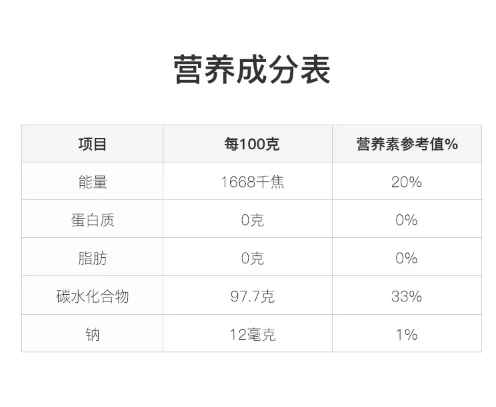 营养成分表
项目 每100克 营养素参考值%
能量 1668千焦 20%
蛋白质 0克 0%
脂肪 0克 0%
碳水化合物 97.7克 33%
钠 12毫克 1%